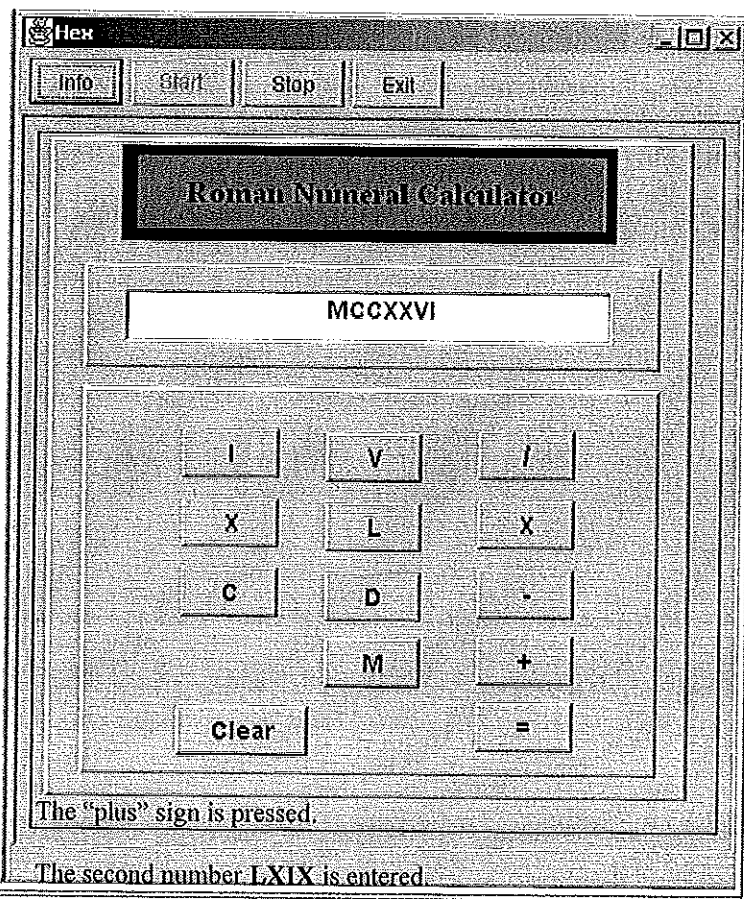 Hex
Info Start Stop Exit
Roman Numeral Calculator
MCCXXVI
I V /
X L X
C D -
M +
Clear =
The “plus” sign is pressed.
The second number LXIX is entered.